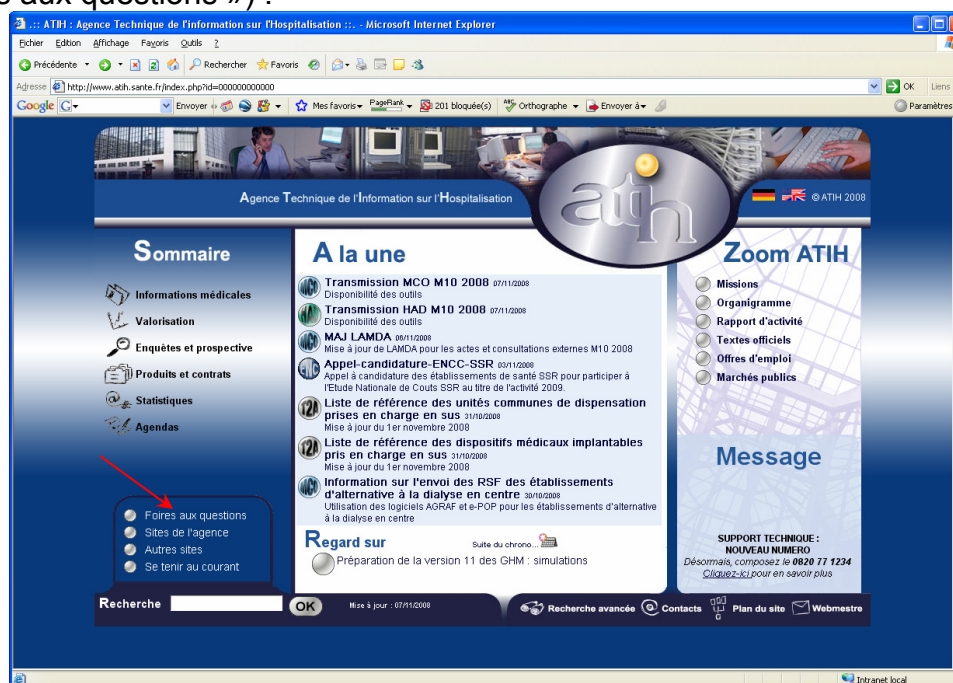 s aux questions ») :
.:: ATIH : Agence Technique de l'information sur l'Hospitalisation ::. - Microsoft Internet Explorer
Fichier Edition Affichage Favoris Outils ?
Précédente Rechercher Favoris
Adresse http://www.atih.sante.fr/index.php?id=000000000000 OK Liens
Google G Envoyer Mes favoris PageRank 201 bloquée(s) Orthographe Envoyer à Paramètres
atih
Agence Technique de l'Information sur l'Hospitalisation
© ATIH 2008
Sommaire
Informations médicales
Valorisation
Enquêtes et prospective
Produits et contrats
Statistiques
Agendas
Foires aux questions
Sites de l'agence
Autres sites
Se tenir au courant
A la une
MCO Transmission MCO M10 2008 07/11/2008
Disponibilité des outils
HAD Transmission HAD M10 2008 07/11/2008
Disponibilité des outils
MCO MAJ LAMDA 06/11/2008
Mise à jour de LAMDA pour les actes et consultations externes M10 2008
ENC Appel-candidature-ENCC-SSR 03/11/2008
Appel à candidature des établissements de santé SSR pour participer à
l'Etude Nationale de Couts SSR au titre de l'activité 2009.
T2A Liste de référence des unités communes de dispensation
prises en charge en sus 31/10/2008
Mise à jour du 1er novembre 2008
T2A Liste de référence des dispositifs médicaux implantables
pris en charge en sus 31/10/2008
Mise à jour du 1er novembre 2008
MCO Information sur l'envoi des RSF des établissements
d'alternative à la dialyse en centre 30/10/2008
Utilisation des logiciels AGRAF et e-POP pour les établissements d'alternative
à la dialyse en centre
Regard sur Suite du chrono...
Préparation de la version 11 des GHM : simulations
Zoom ATIH
Missions
Organigramme
Rapport d'activité
Textes officiels
Offres d'emploi
Marchés publics
Message
SUPPORT TECHNIQUE :
NOUVEAU NUMERO
Désormais, composez le 0820 77 1234
Cliquez-ici pour en savoir plus
Recherche OK Mise à jour : 07/11/2008 Recherche avancée Contacts Plan du site Webmestre
Intranet local